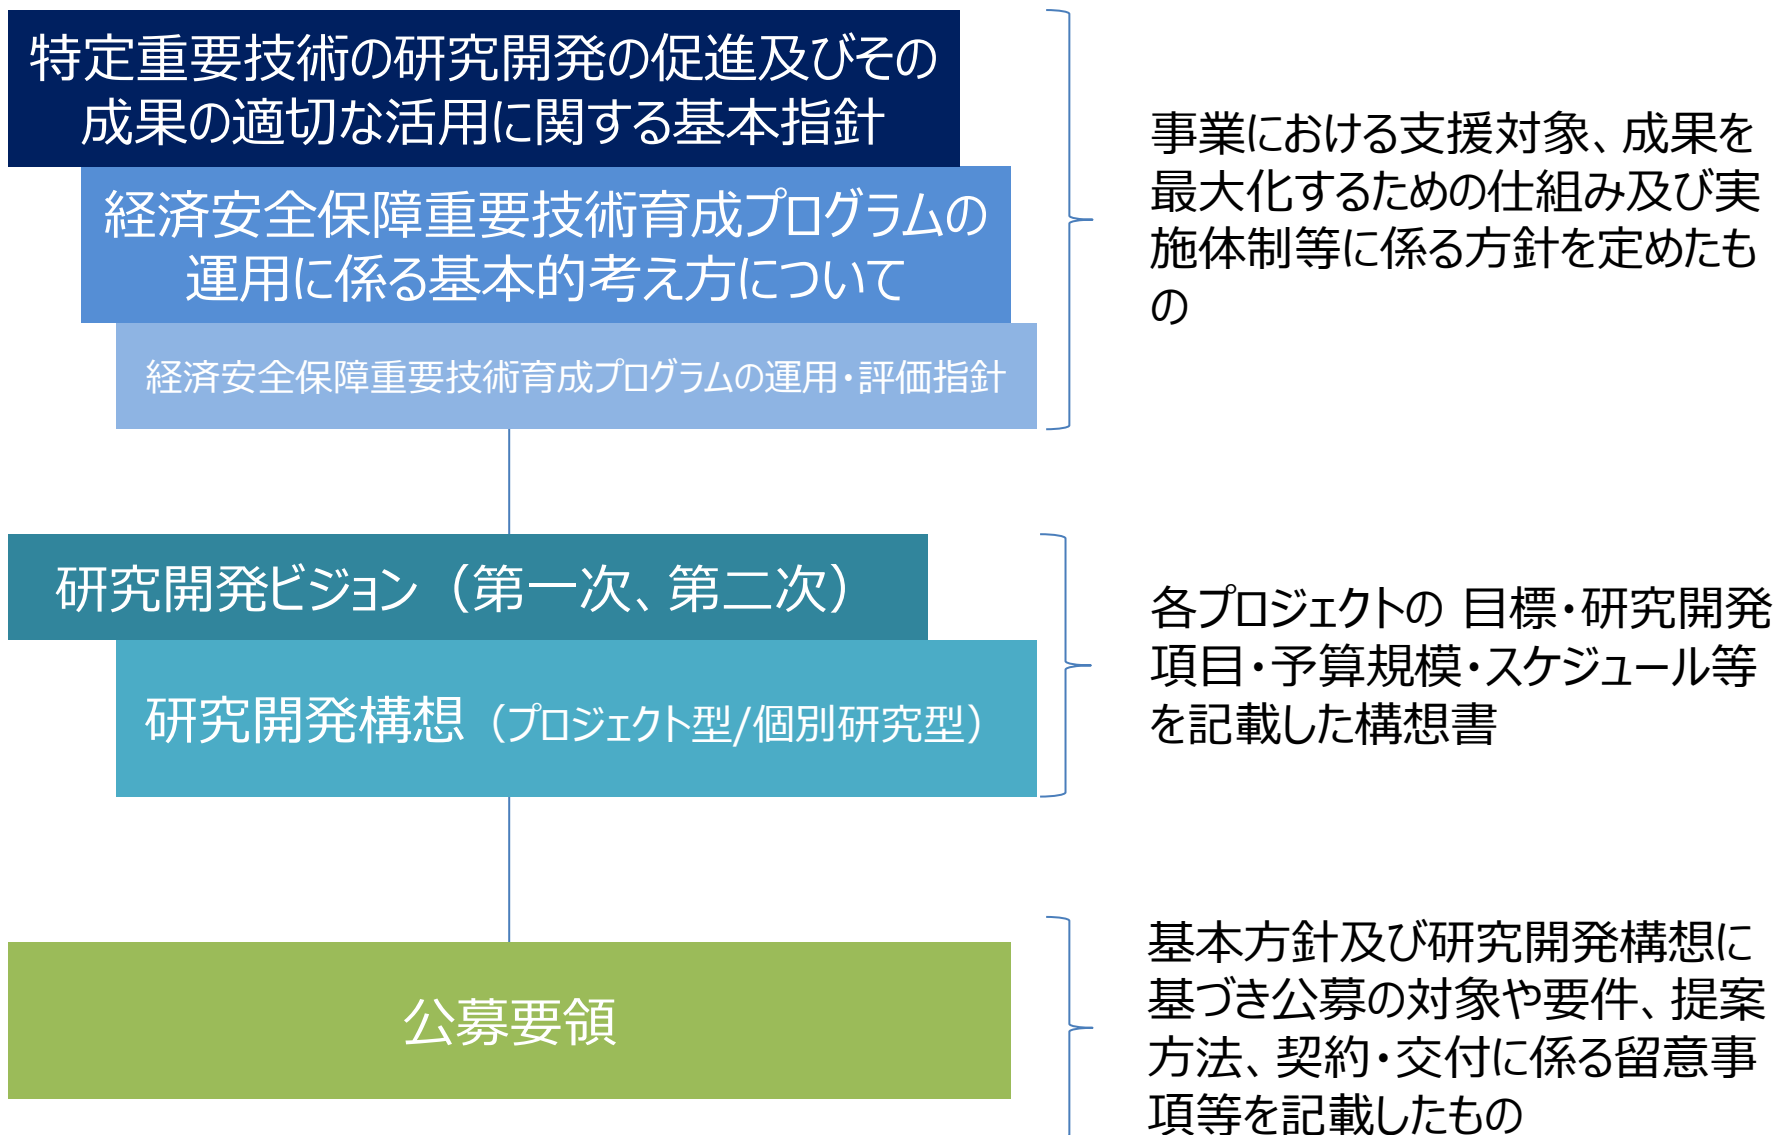 特定重要技術の研究開発の促進及びその
成果の適切な活用に関する基本指針
経済安全保障重要技術育成プログラムの
運用に係る基本的考え方について
経済安全保障重要技術育成プログラムの運用・評価指針
事業における支援対象、成果を
最大化するための仕組み及び実
施体制等に係る方針を定めたも
の
研究開発ビジョン（第一次、第二次）
研究開発構想（プロジェクト型/個別研究型）
各プロジェクトの 目標・研究開発
項目・予算規模・スケジュール等
を記載した構想書
公募要領
基本方針及び研究開発構想に
基づき公募の対象や要件、提案
方法、契約・交付に係る留意事
項等を記載したもの